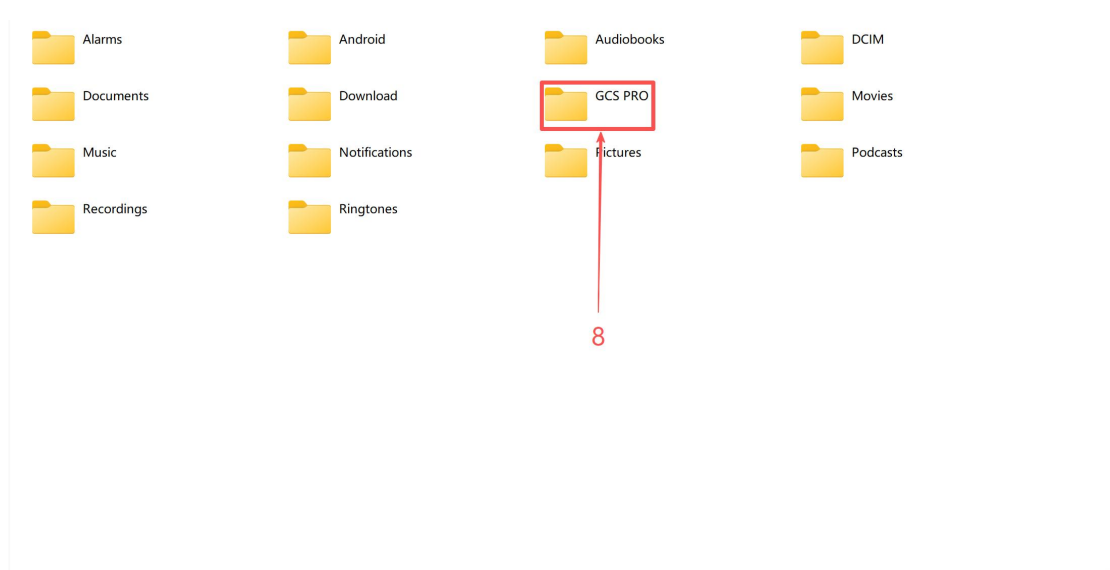 Alarms
Android
Audiobooks
DCIM
Documents
Download
GCS PRO
Movies
Music
Notifications
Pictures
Podcasts
Recordings
Ringtones
8